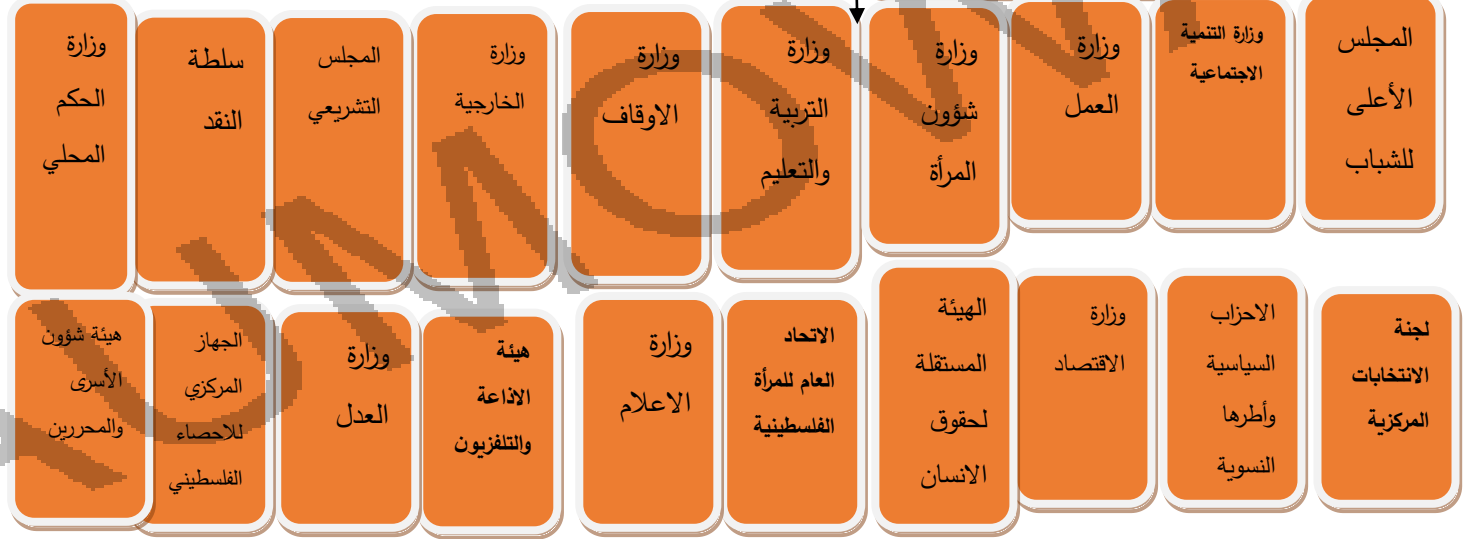 المجلس
الأعلى
للشباب
وزارة التنمية
الاجتماعية
وزارة
العمل
وزارة
شؤون
المرأة
وزارة
التربية
والتعليم
وزارة
الاوقاف
وزارة
الخارجية
المجلس
التشريعي
سلطة
النقد
وزارة
الحكم
المحلي
لجنة
الانتخابات
المركزية
الاحزاب
السياسية
وأطرها
النسوية
وزارة
الاقتصاد
الهيئة
المستقلة
لحقوق
الانسان
الاتحاد
العام للمرأة
الفلسطينية
وزارة
الاعلام
هيئة
الاذاعة
والتلفزيون
وزارة
العدل
الجهاز
المركزي
للاحصاء
الفلسطيني
هيئة شؤون
الأسرى
والمحررين